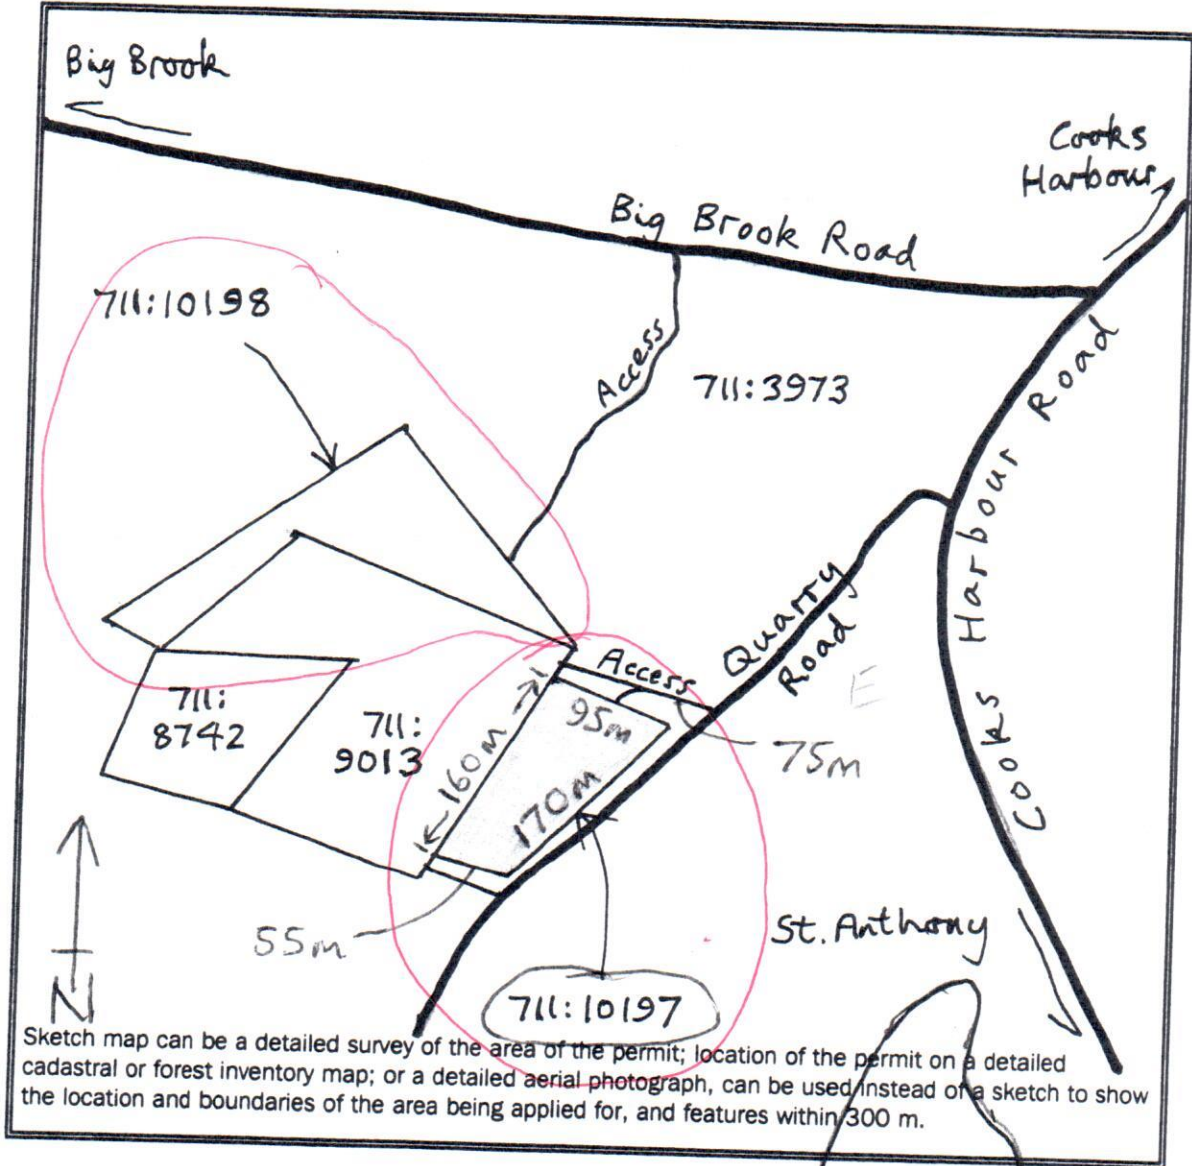 Big Brook
Cooks
Harbour
Big Brook Road
711:10198
Access
711:3973
Cooks Harbour Road
Quarry
Road
E
Access
711:
8742
711:
9013
160m
95m
170m
75m
55m
Cooks
St. Anthony
N
711:10197
Sketch map can be a detailed survey of the area of the permit; location of the permit on a detailed
cadastral or forest inventory map; or a detailed aerial photograph, can be used instead of a sketch to show
the location and boundaries of the area being applied for, and features within 300 m.